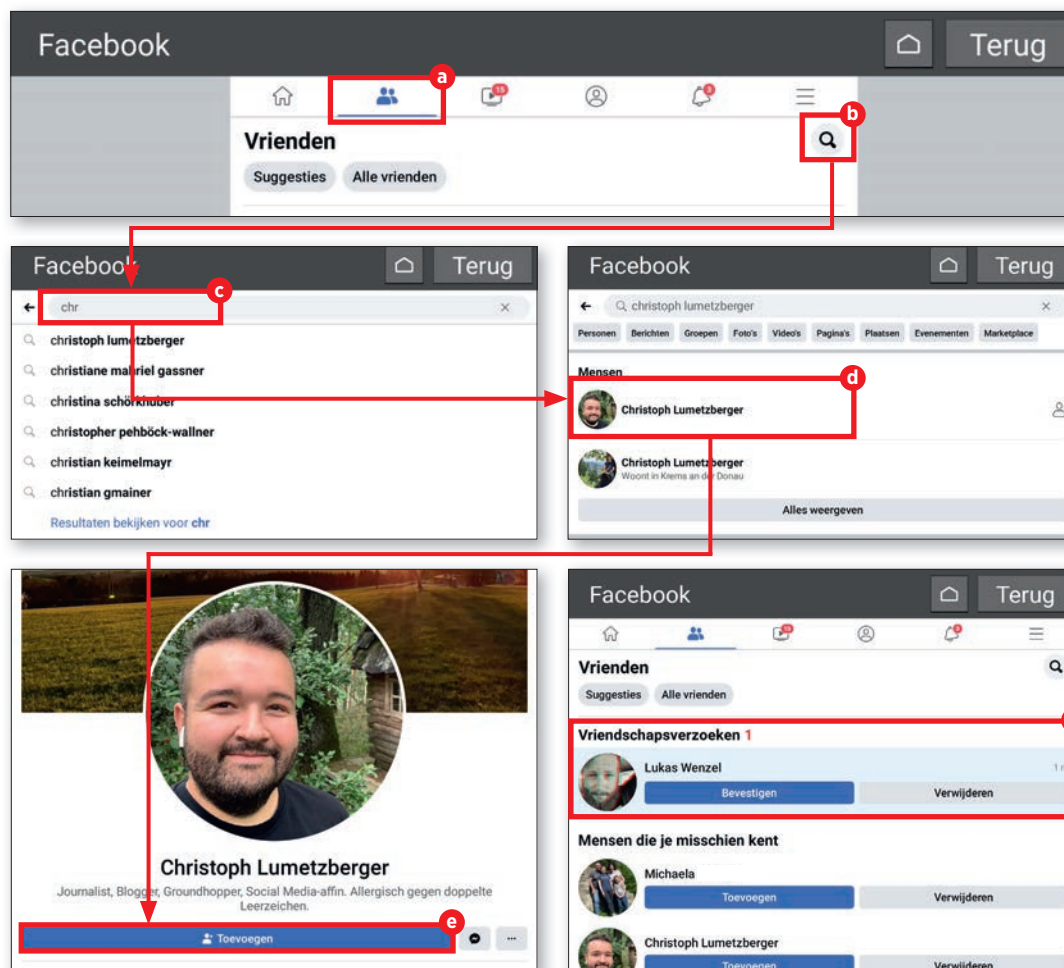 Facebook
Terug
a
15
3
b
Vrienden
Suggesties Alle vrienden
Facebook
Terug
c
chr
christoph lumetzberger
christiane mabriel gassner
christina schörkhuber
christopher pehböck-wallner
christian keimelmayr
christian gmainer
Resultaten bekijken voor chr
Facebook
Terug
christoph lumetzberger
Personen Berichten Groepen Foto's Video's Pagina's Plaatsen Evenementen Marketplace
Mensen
d
Christoph Lumetzberger
Christoph Lumetzberger
Woont in Krems an der Donau
Alles weergeven
Christoph Lumetzberger
Journalist, Blogger, Groundhopper, Social Media-affin. Allergisch gegen doppelte
Leerzeichen.
e
Toevoegen
Facebook
Terug
15
Vrienden
Suggesties Alle vrienden
Vriendschapsverzoeken 1
Lukas Wenzel
Bevestigen Verwijderen
Mensen die je misschien kent
Michaela
Toevoegen Verwijderen
Christoph Lumetzberger
Toevoegen Verwijderen